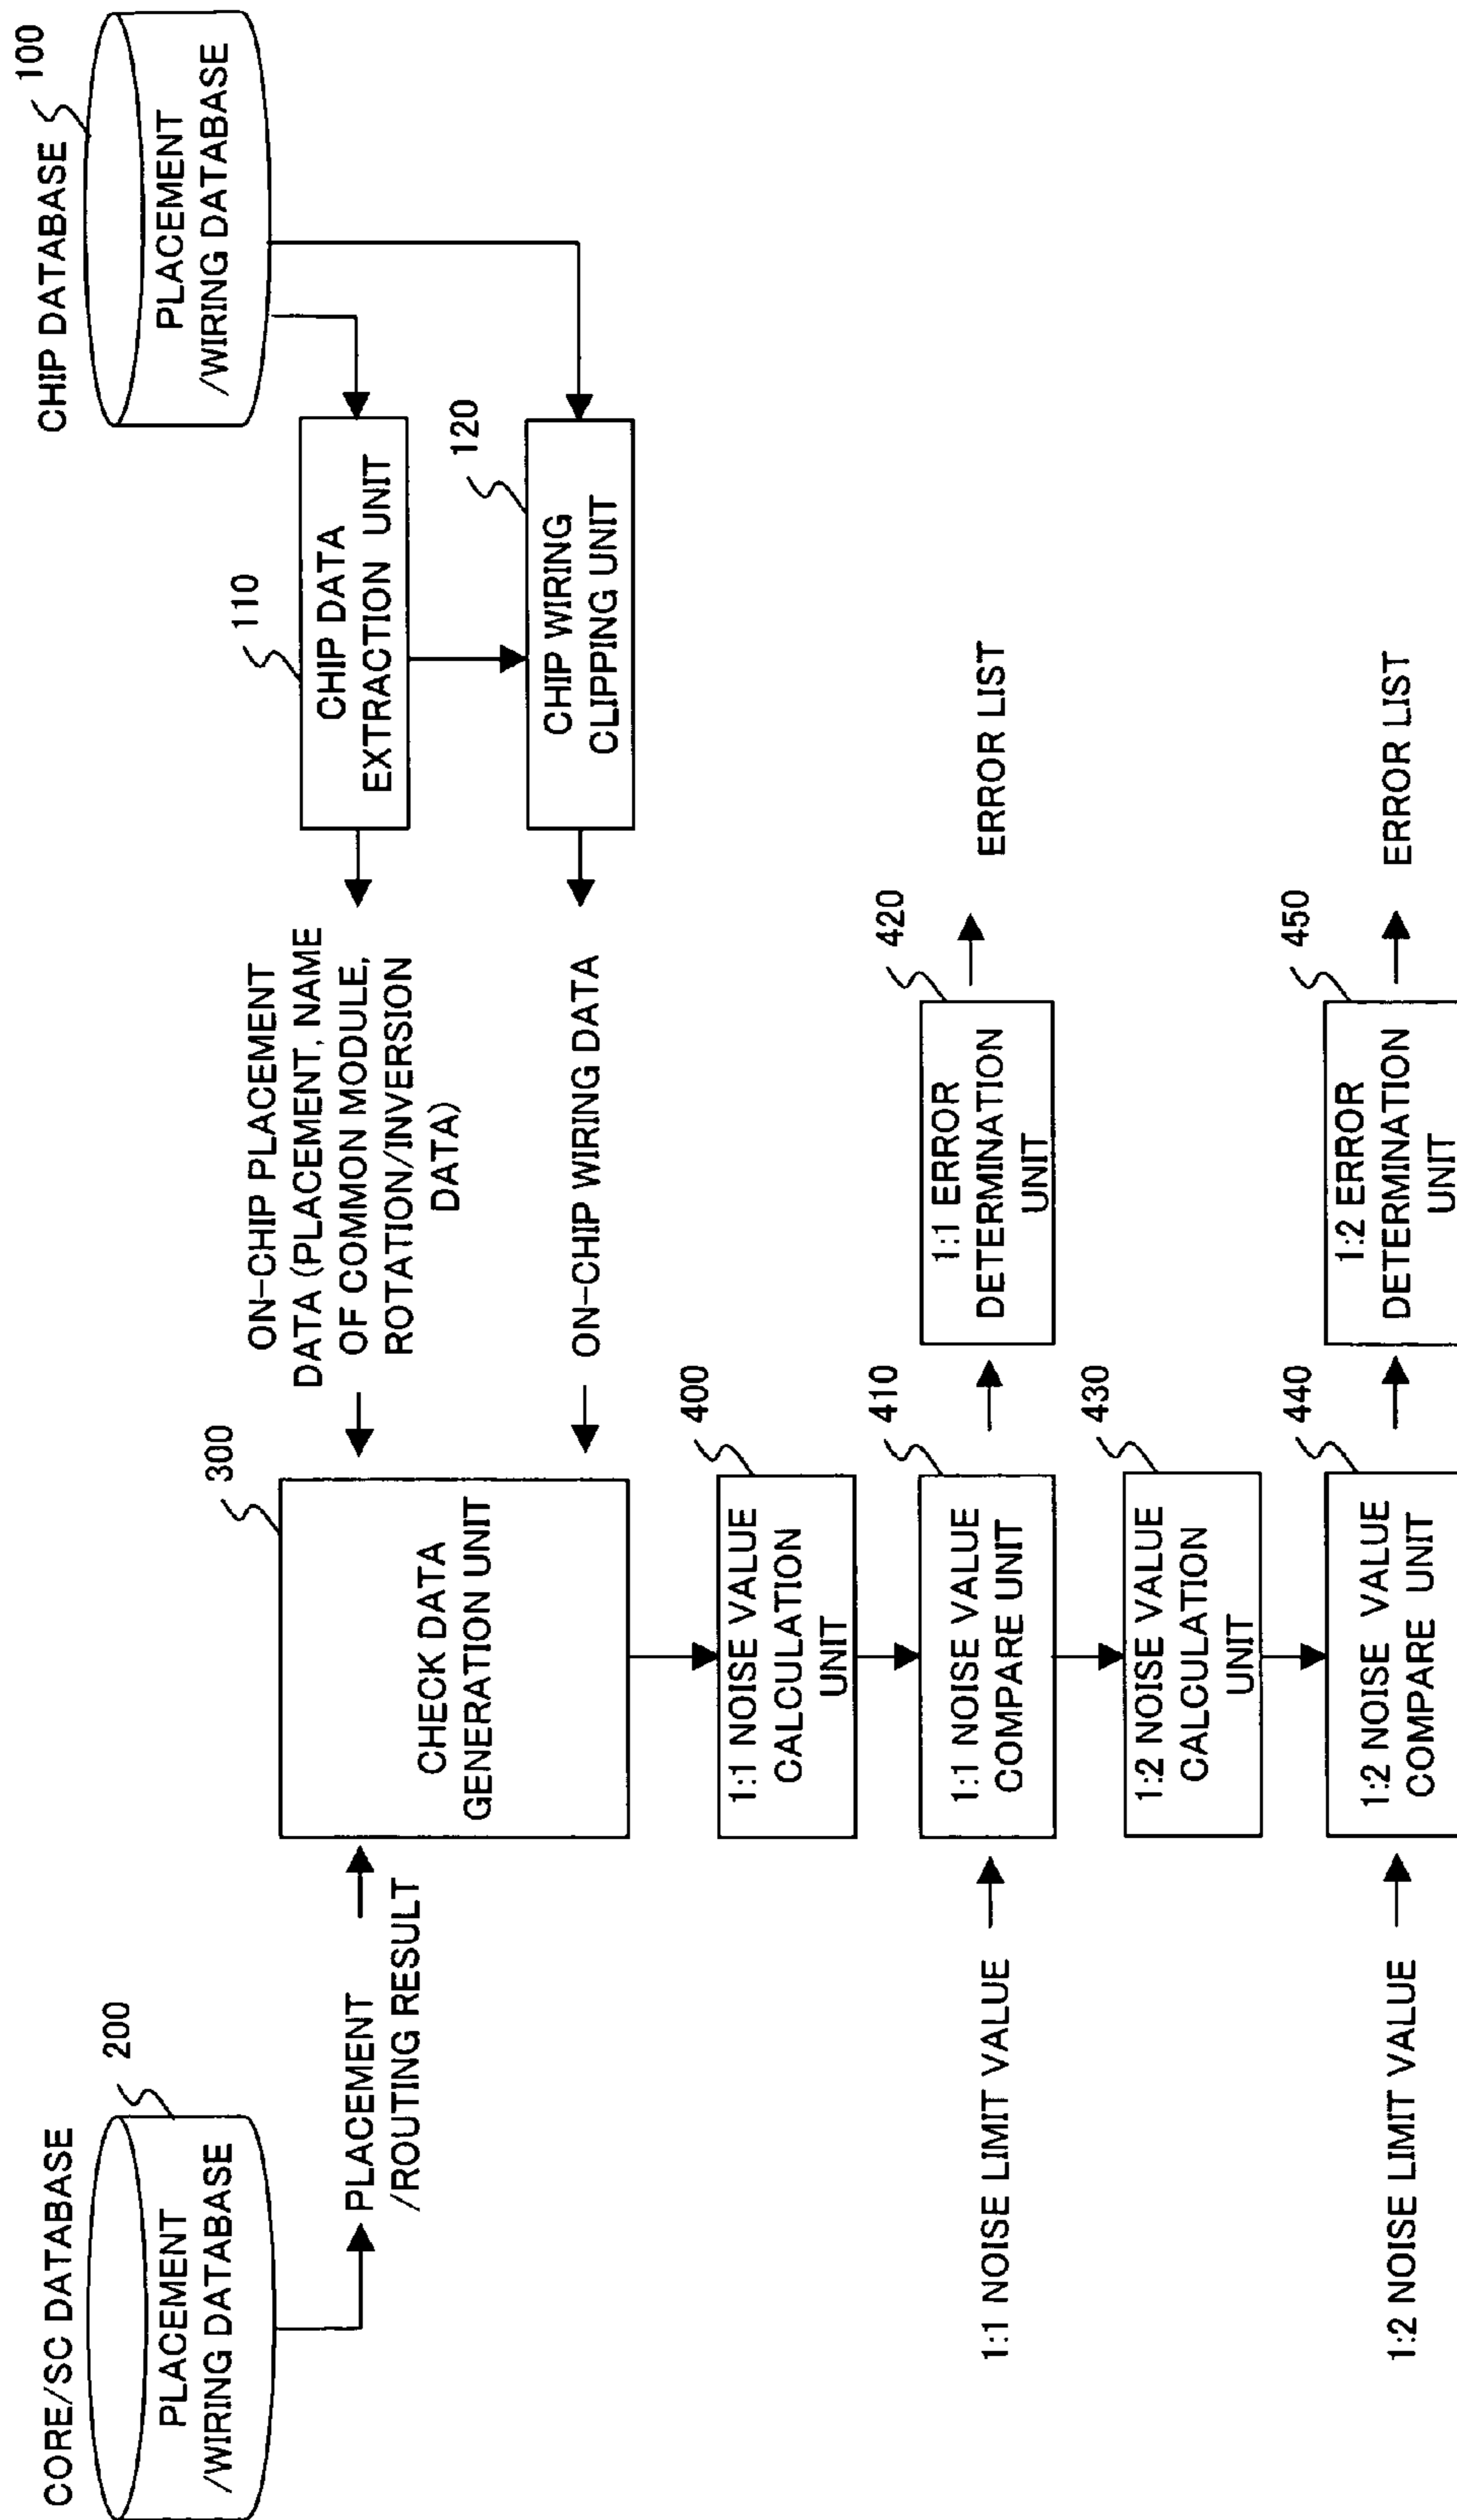 CORE/SC DATABASE
200
PLACEMENT
/WIRING DATABASE
PLACEMENT
/ROUTING RESULT
300
CHECK DATA
GENERATION UNIT
ON-CHIP PLACEMENT
DATA (PLACEMENT, NAME
OF COMMON MODULE,
ROTATION/INVERSION
DATA)
ON-CHIP WIRING DATA
CHIP DATABASE
100
PLACEMENT
/WIRING DATABASE
110
CHIP DATA
EXTRACTION UNIT
120
CHIP WIRING
CLIPPING UNIT
400
1:1 NOISE VALUE
CALCULATION
UNIT
1:1 NOISE LIMIT VALUE
410
1:1 NOISE VALUE
COMPARE UNIT
420
1:1 ERROR
DETERMINATION
UNIT
ERROR LIST
430
1:2 NOISE VALUE
CALCULATION
UNIT
1:2 NOISE LIMIT VALUE
440
1:2 NOISE VALUE
COMPARE UNIT
450
1:2 ERROR
DETERMINATION
UNIT
ERROR LIST